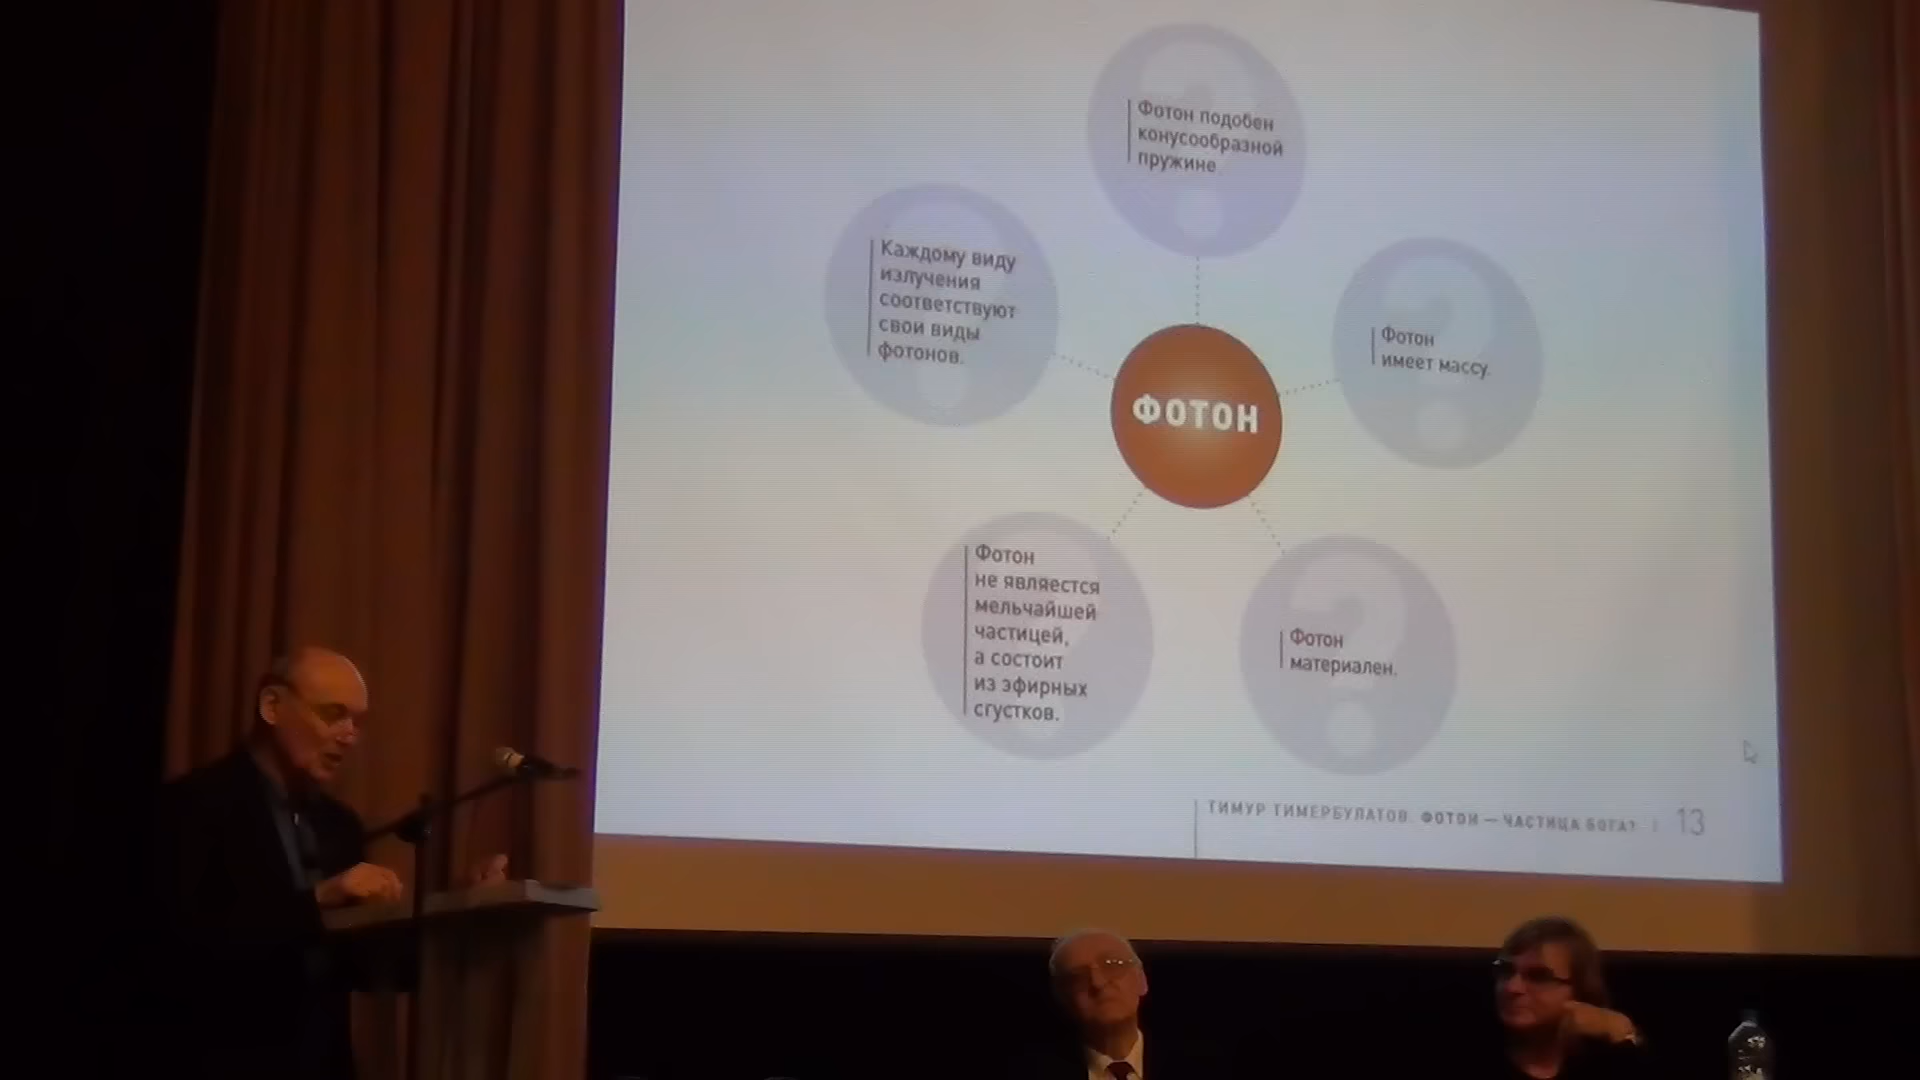 Фотон подобен
конусообразной
пружине
Каждому виду
излучения
соответствуют
свои виды
фотонов.
Фотон
имеет массу.
ФОТОН
Фотон
не является
мельчайшей
частицей,
а состоит
из эфирных
сгустков.
Фотон
материален.
ТИМУР ТИМЕРБУЛАТОВ. ФОТОН — ЧАСТИЦА БОГА? | 13